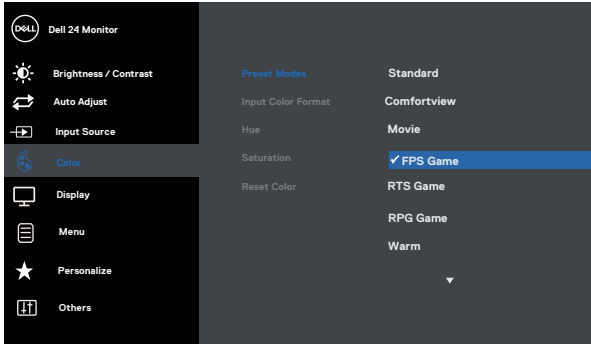 DELL Dell 24 Monitor
Brightness / Contrast
Auto Adjust
Input Source
Color
Display
Menu
Personalize
Others
Preset Modes
Input Color Format
Hue
Saturation
Reset Color
Standard
Comfortview
Movie
✔ FPS Game
RTS Game
RPG Game
Warm